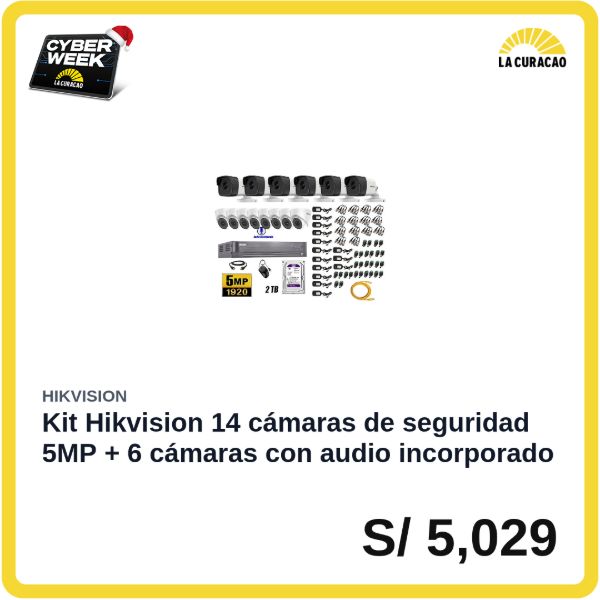 CYBER
WEEK
LA CURACAO
LA CURACAO
5MP
1920
2 TB
HIKVISION
Kit Hikvision 14 cámaras de seguridad
5MP + 6 cámaras con audio incorporado
S/ 5,029